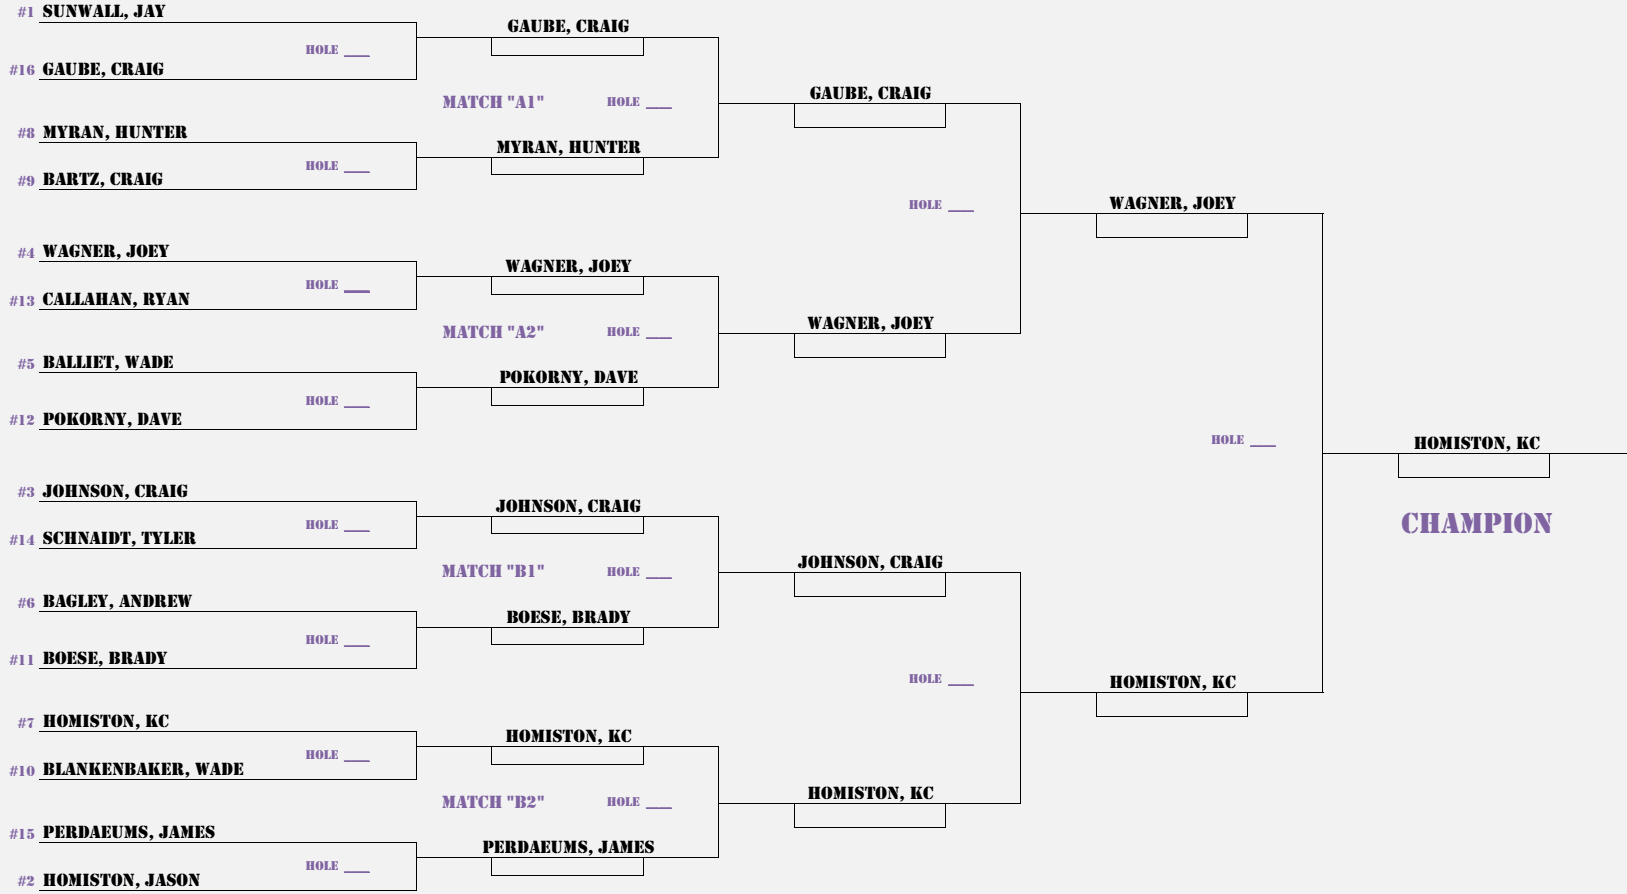 #1 SUNWALL, JAY
GAUBE, CRAIG
HOLE ___
#16 GAUBE, CRAIG
GAUBE, CRAIG
MATCH "A1" HOLE ___
#8 MYRAN, HUNTER
MYRAN, HUNTER
HOLE ___
#9 BARTZ, CRAIG
WAGNER, JOEY
HOLE ___
#4 WAGNER, JOEY
WAGNER, JOEY
HOLE ___
#13 CALLAHAN, RYAN
WAGNER, JOEY
MATCH "A2" HOLE ___
#5 BALLIET, WADE
POKORNY, DAVE
HOLE ___
#12 POKORNY, DAVE
HOLE ___
HOMISTON, KC
CHAMPION
#3 JOHNSON, CRAIG
JOHNSON, CRAIG
HOLE ___
#14 SCHNAIDT, TYLER
JOHNSON, CRAIG
MATCH "B1" HOLE ___
#6 BAGLEY, ANDREW
BOESE, BRADY
HOLE ___
#11 BOESE, BRADY
HOLE ___
HOMISTON, KC
#7 HOMISTON, KC
HOMISTON, KC
HOLE ___
#10 BLANKENBAKER, WADE
HOMISTON, KC
MATCH "B2" HOLE ___
#15 PERDAEUMS, JAMES
PERDAEUMS, JAMES
HOLE ___
#2 HOMISTON, JASON